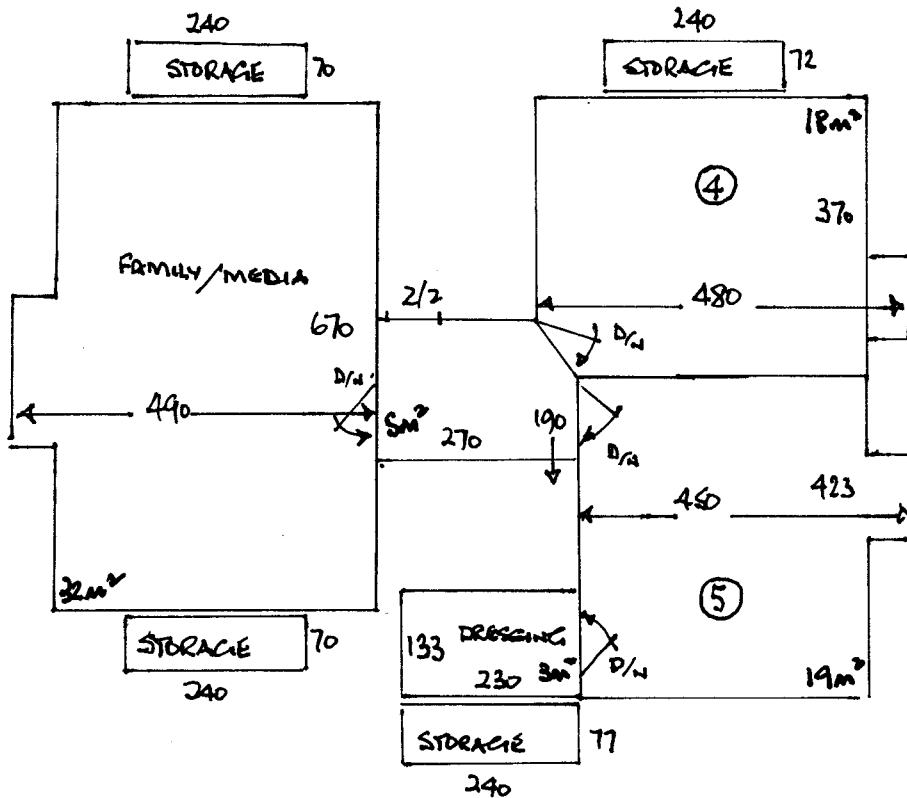 240
STORAGE 70
240
STORAGE 72
18m²
④
370
FAMILY/MEDIA
2/2
480
670
D/N
D/N
490
5m²
190
270
D/N
450
423
⑤
32m²
STORAGE 70
240
133 DRESSING
230 3m²
D/N
19m²
STORAGE 77
240